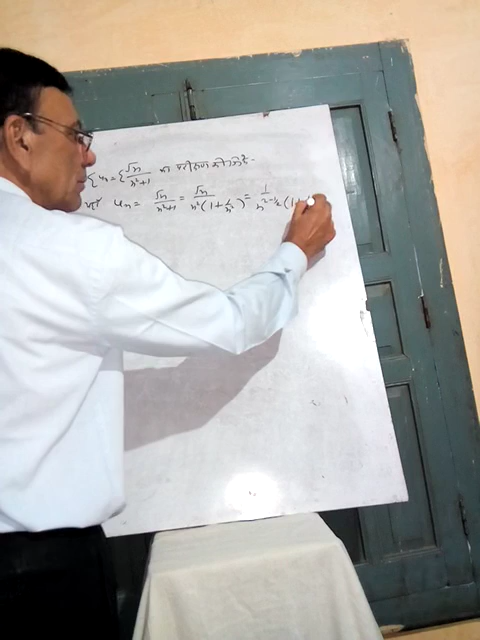 {uₙ = {√n/n²+1 का परीक्षण कीजिये-
यहाँ uₙ = √n/n²+1 = √n/n²(1+1/n²) = 1/n^2-1/2(1+